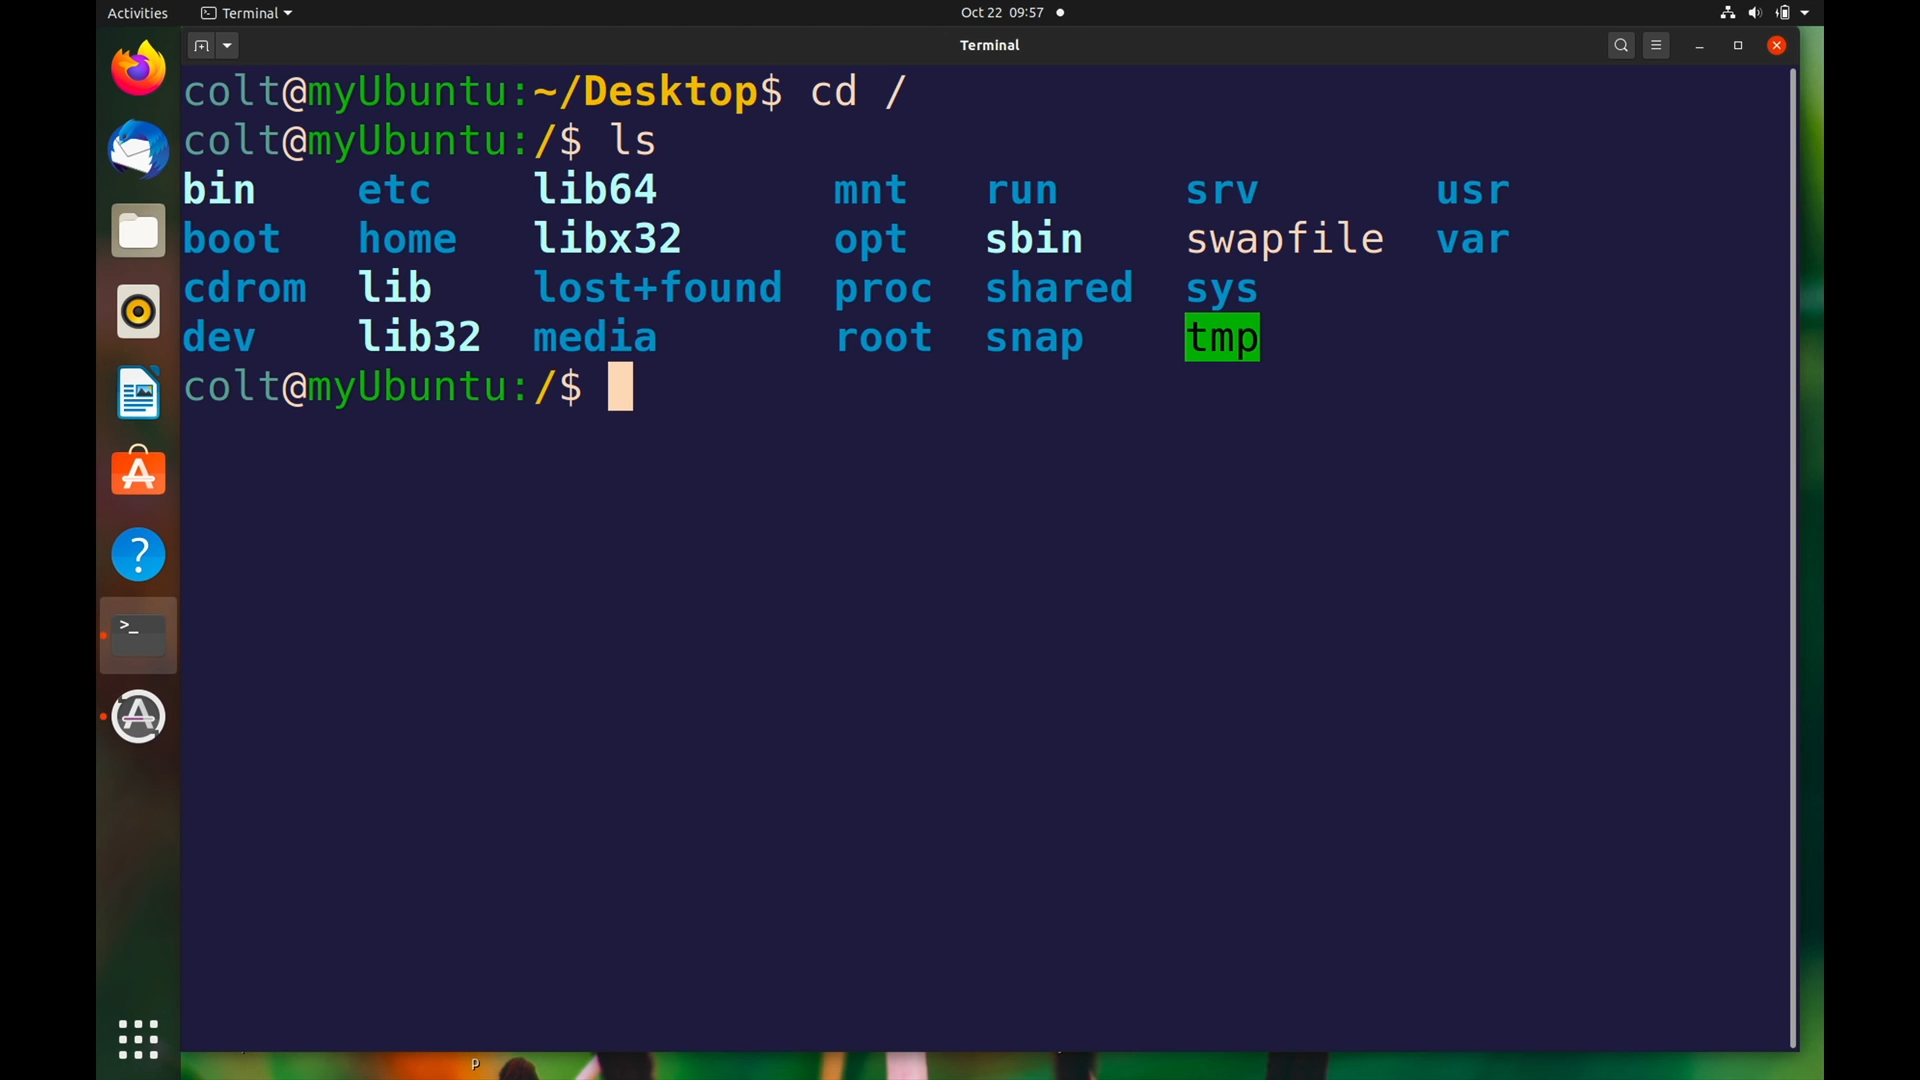 Activities Terminal Oct 22 09:57
Terminal
colt@myUbuntu:~/Desktop$ cd /
colt@myUbuntu:/$ ls
bin etc lib64 mnt run srv usr
boot home libx32 opt sbin swapfile var
cdrom lib lost+found proc shared sys
dev lib32 media root snap tmp
colt@myUbuntu:/$
>_
p